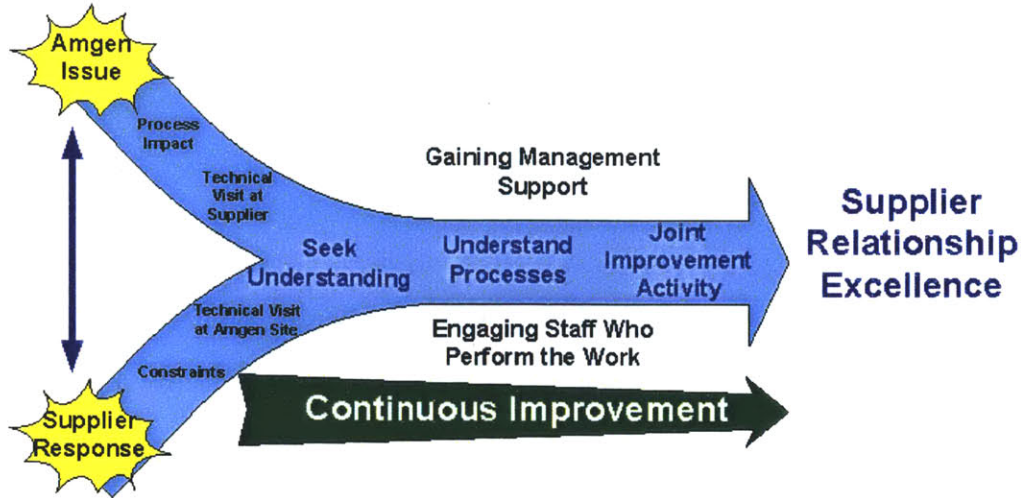 Amgen
Issue
Process
Impact
Technical
Visit at
Supplier
Gaining Management
Support
Seek
Understanding
Understand
Processes
Joint
Improvement
Activity
Supplier
Relationship
Excellence
Technical Visit
at Amgen Site
Constraints
Engaging Staff Who
Perform the Work
Supplier
Response
Continuous Improvement